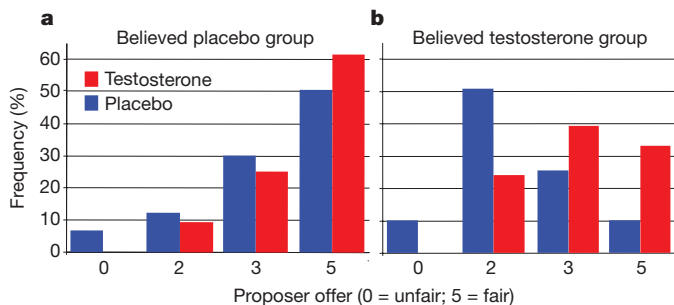 a
b
Believed placebo group
Believed testosterone group
Testosterone
Placebo
Frequency (%)
60
50
40
30
20
10
0
0 2 3 5
0 2 3 5
Proposer offer (0 = unfair; 5 = fair)